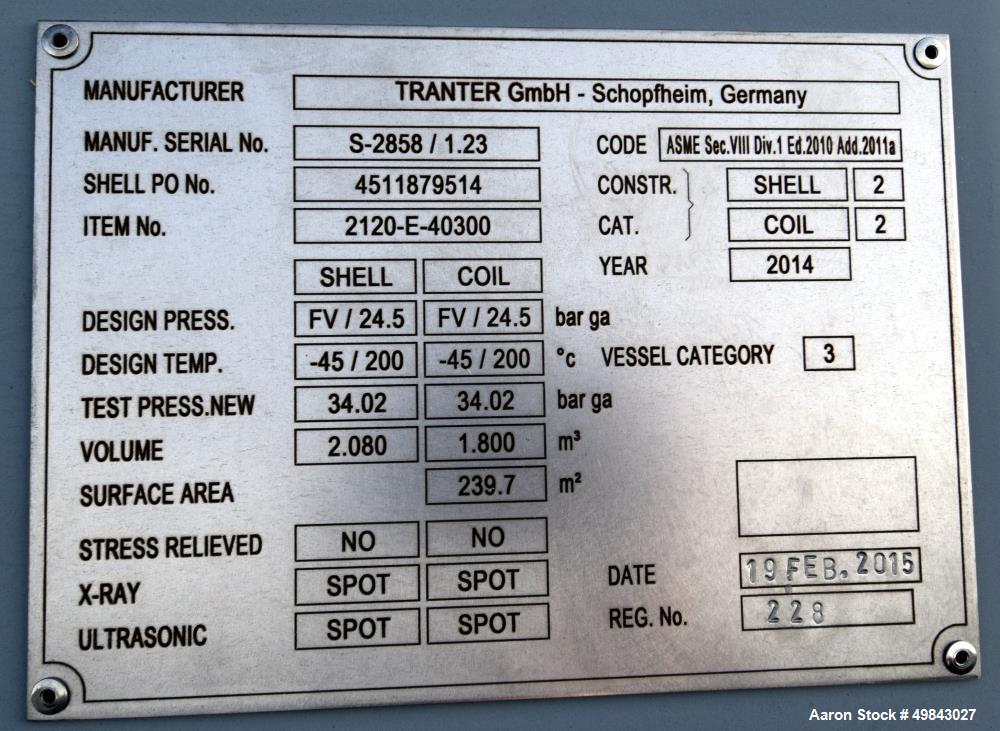 MANUFACTURER TRANTER GmbH - Schopfheim, Germany
MANUF. SERIAL No. S-2858 / 1.23 CODE ASME Sec.VIII Div.1 Ed.2010 Add.2011a
SHELL PO No. 4511879514 CONSTR. SHELL 2
ITEM No. 2120-E-40300 CAT. COIL 2
YEAR 2014
SHELL COIL
DESIGN PRESS. FV / 24.5 FV / 24.5 bar ga
DESIGN TEMP. -45 / 200 -45 / 200 °c VESSEL CATEGORY 3
TEST PRESS.NEW 34.02 34.02 bar ga
VOLUME 2.080 1.800 m³
SURFACE AREA 239.7 m²
STRESS RELIEVED NO NO
X-RAY SPOT SPOT DATE 19 FEB. 2015
ULTRASONIC SPOT SPOT REG. No. 228
Aaron Stock # 49843027